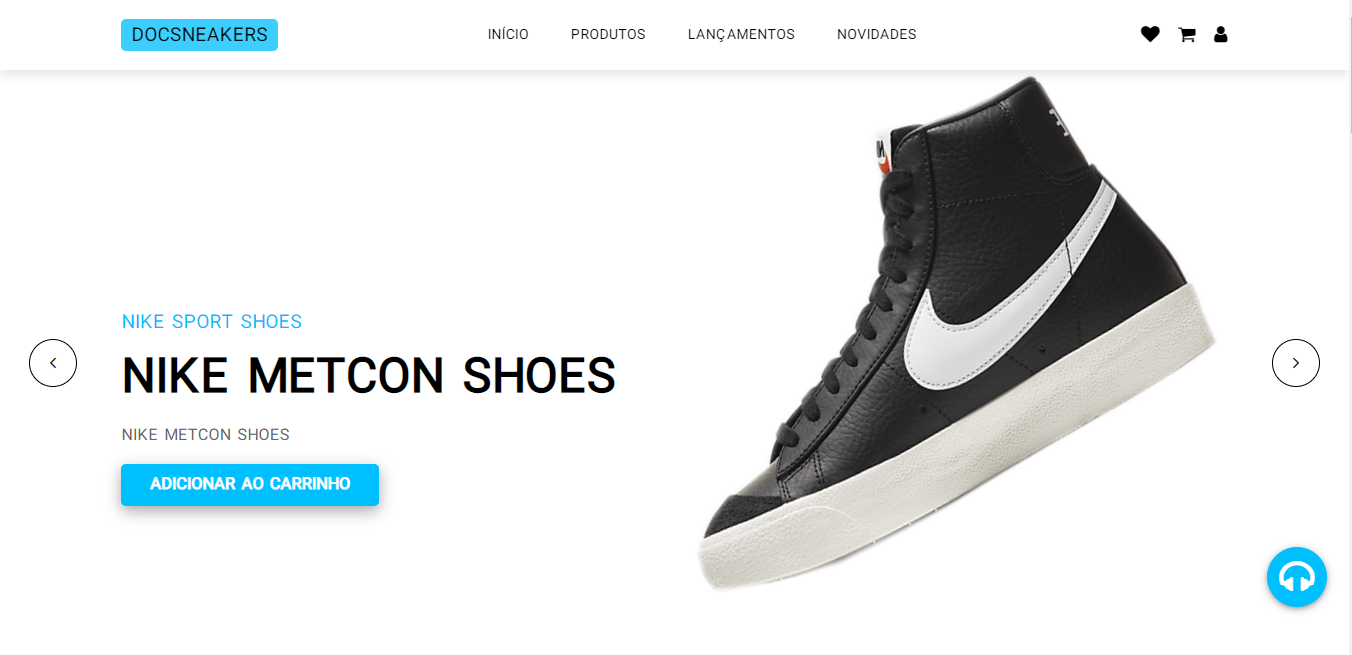 DOCSNEAKERS
INÍCIO PRODUTOS LANÇAMENTOS NOVIDADES
NIKE SPORT SHOES
NIKE METCON SHOES
NIKE METCON SHOES
ADICIONAR AO CARRINHO